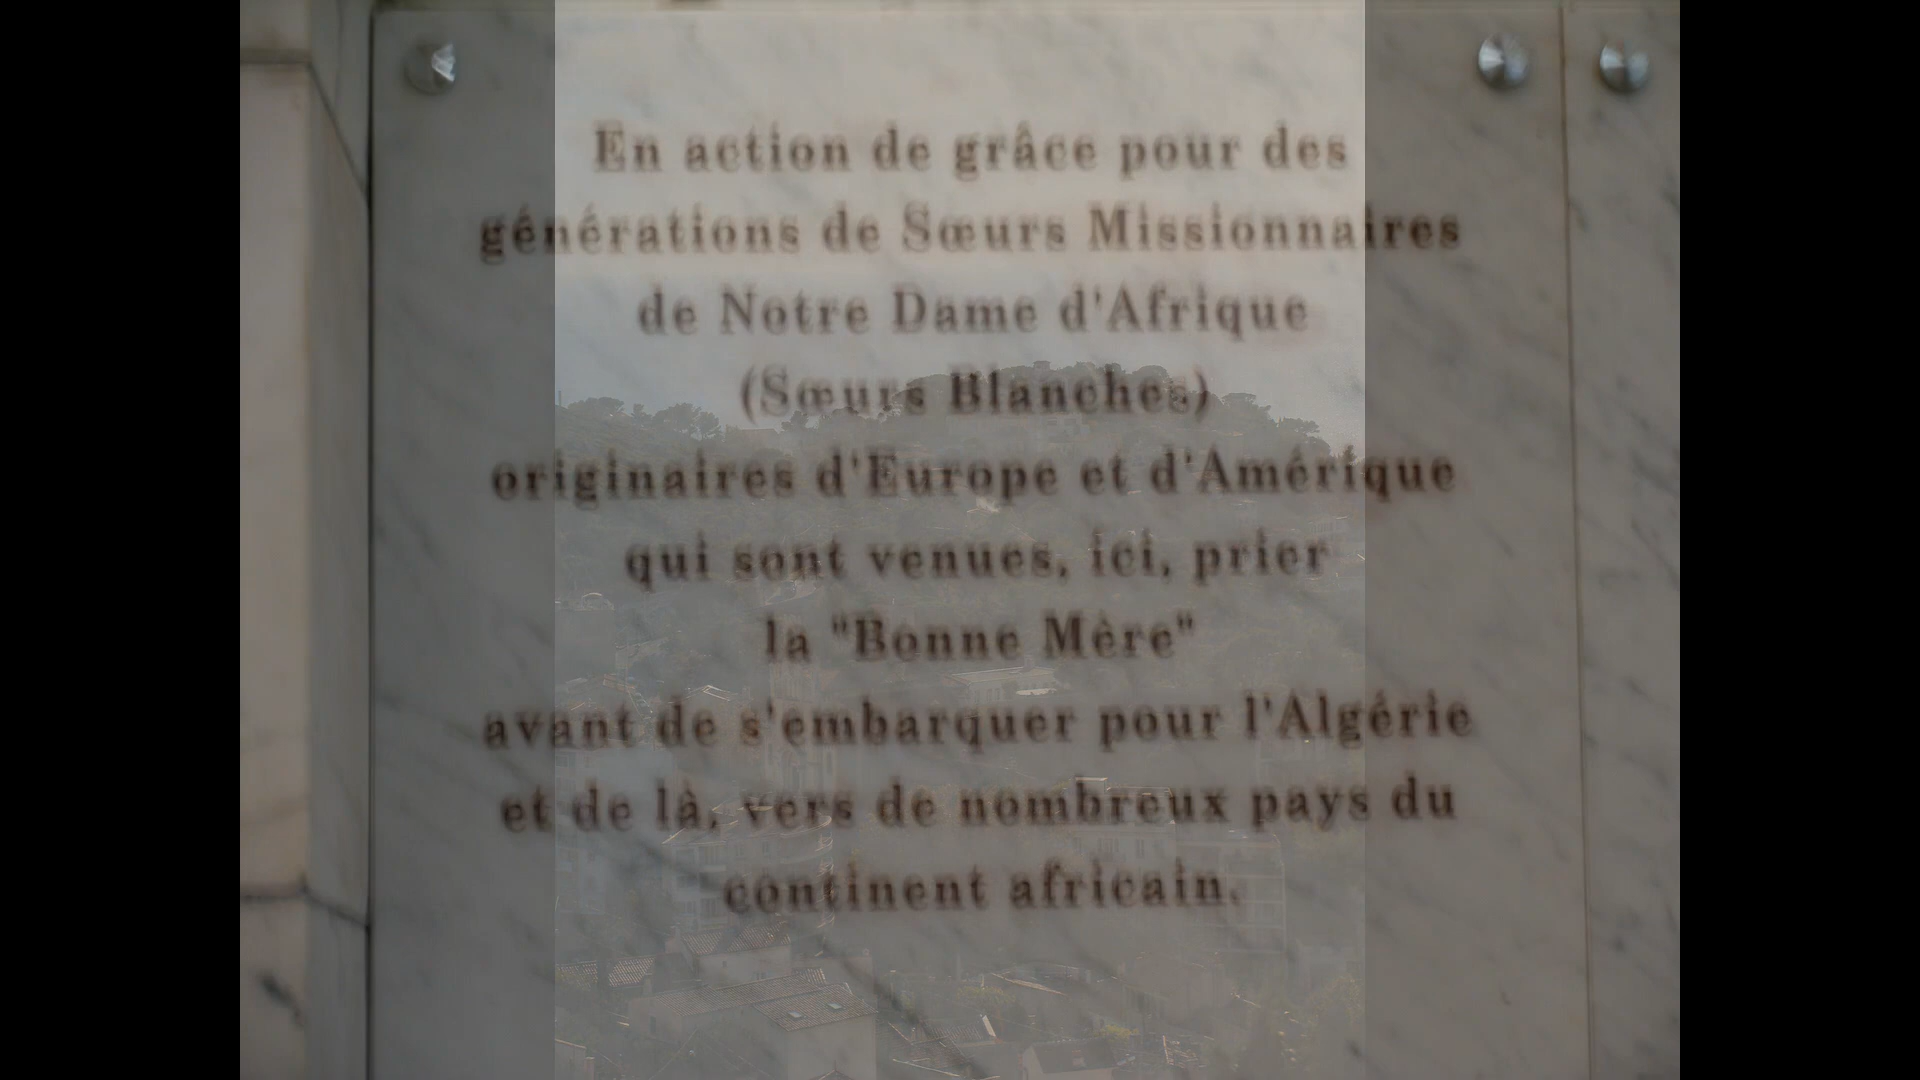 En action de grâce pour des
générations de Sœurs Missionnaires
de Notre Dame d'Afrique
(Sœurs Blanches)
originaires d'Europe et d'Amérique
qui sont venues, ici, prier
la "Bonne Mère"
avant de s'embarquer pour l'Algérie
et de là, vers de nombreux pays du
continent africain.